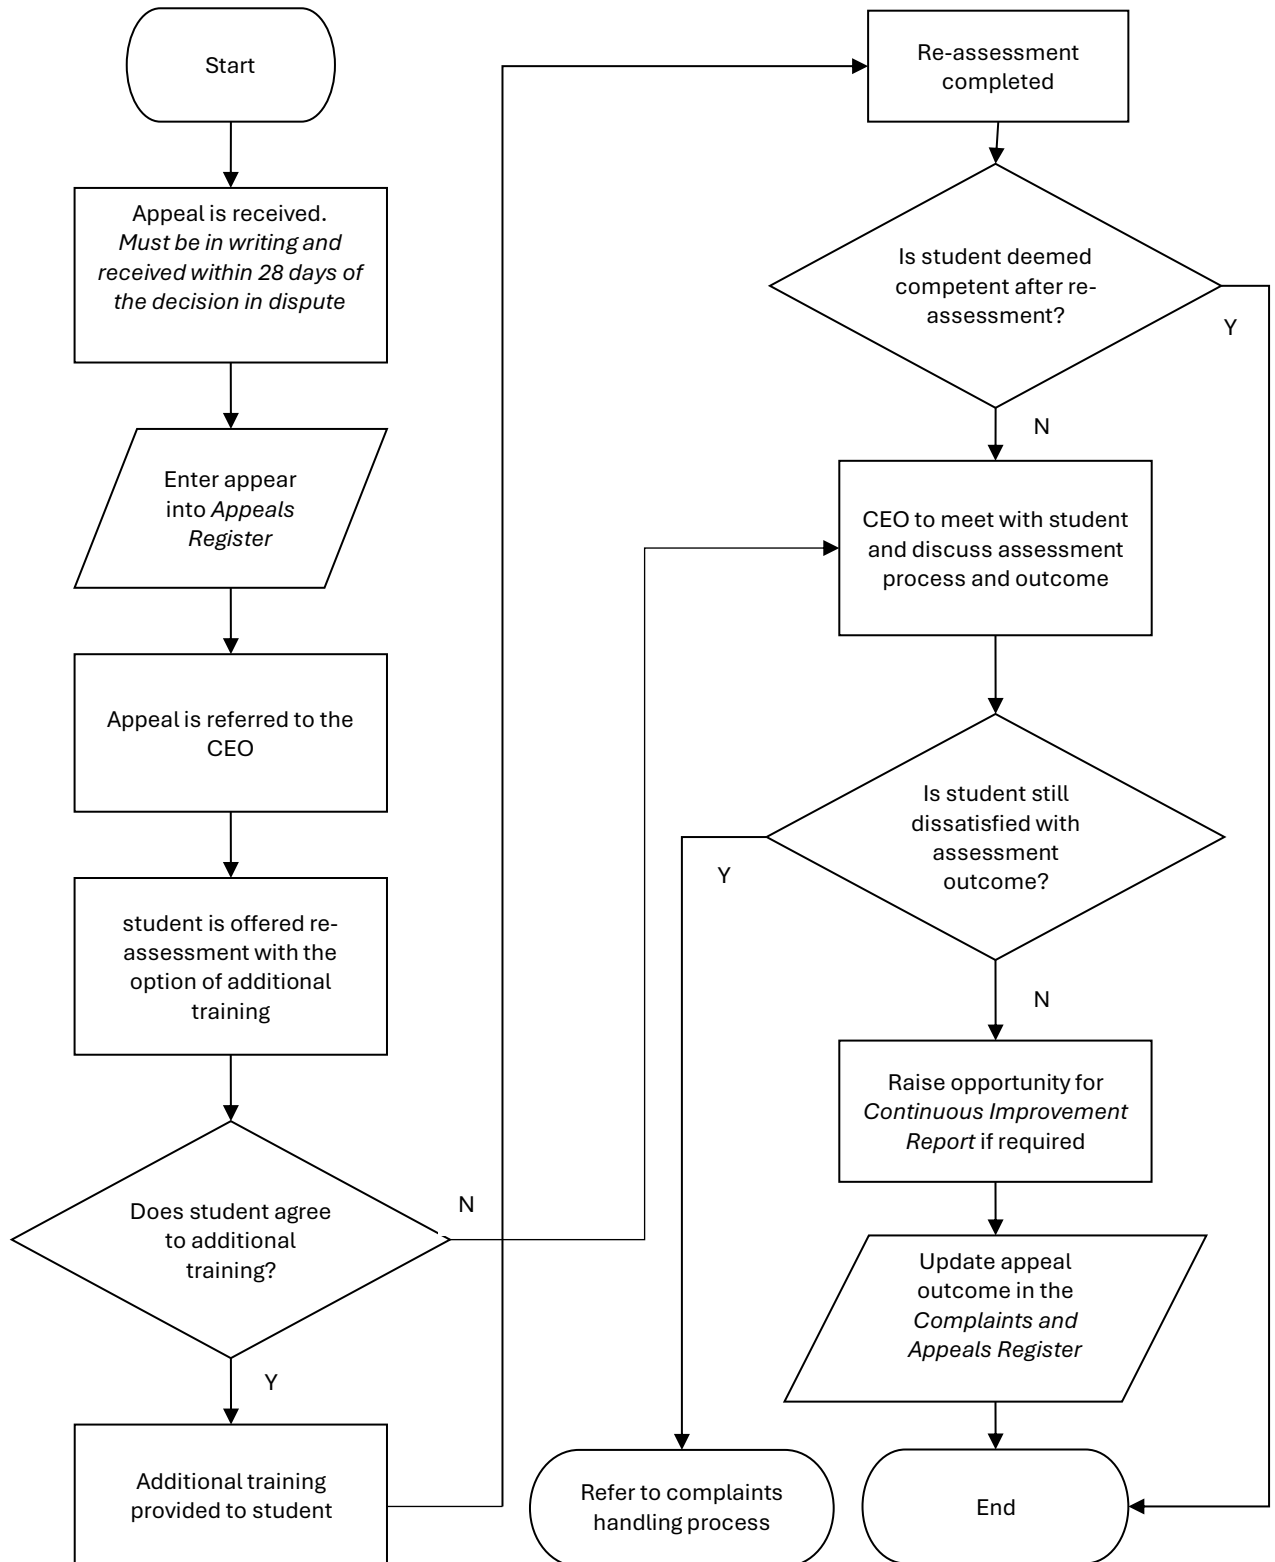 Start
Appeal is received.
Must be in writing and
received within 28 days of
the decision in dispute
Enter appear
into Appeals
Register
Appeal is referred to the
CEO
student is offered re-
assessment with the
option of additional
training
Does student agree
to additional
training?
N
Y
Additional training
provided to student
Re-assessment
completed
Is student deemed
competent after re-
assessment?
Y
N
CEO to meet with student
and discuss assessment
process and outcome
Is student still
dissatisfied with
assessment
outcome?
Y
N
Raise opportunity for
Continuous Improvement
Report if required
Update appeal
outcome in the
Complaints and
Appeals Register
Refer to complaints
handling process
End